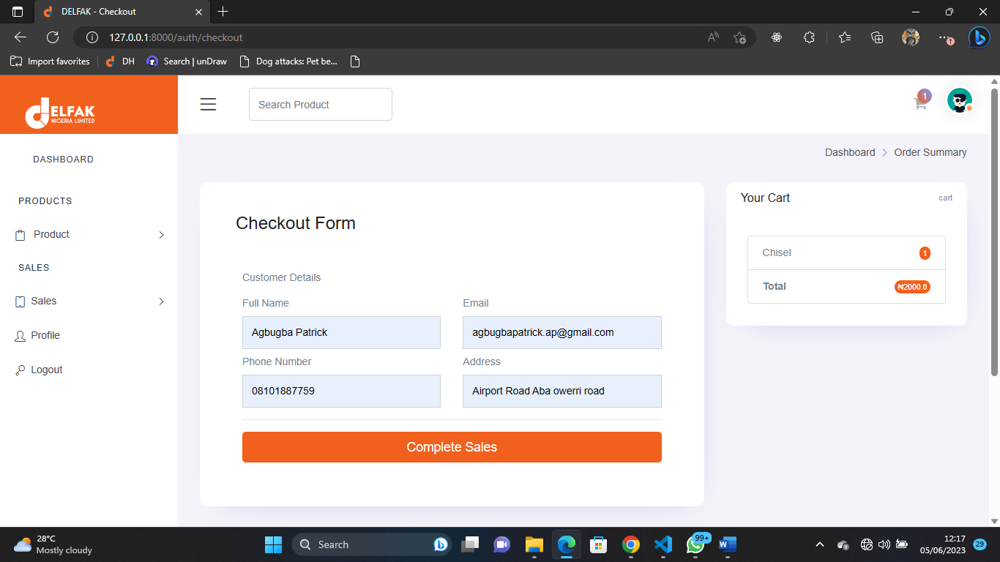 DELFAK - Checkout
127.0.0.1:8000/auth/checkout
Import favorites
DH
Search | unDraw
Dog attacks: Pet be...
ELFAK
NIGERIA LIMITED
Search Product
1
DASHBOARD
Dashboard > Order Summary
PRODUCTS
Product
SALES
Sales
Profile
Logout
Checkout Form
Customer Details
Full Name
Email
Agbugba Patrick
agbugbapatrick.ap@gmail.com
Phone Number
Address
08101887759
Airport Road Aba owerri road
Complete Sales
Your Cart
cart
Chisel
1
Total
₦2000.0
28°C
Mostly cloudy
Search
99+
12:17
05/06/2023
29